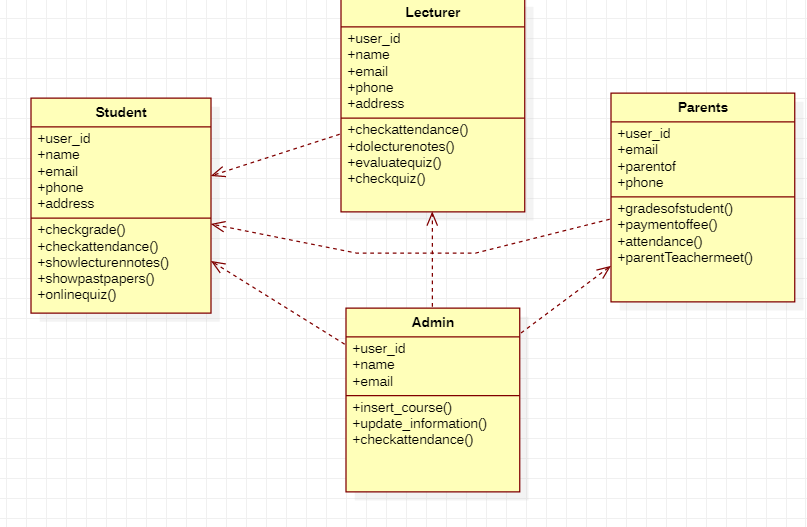 Lecturer
+user_id
+name
+email
+phone
+address
+checkattendance()
+dolecturenotes()
+evaluatequiz()
+checkquiz()
Student
+user_id
+name
+email
+phone
+address
+checkgrade()
+checkattendance()
+showlecturennotes()
+showpastpapers()
+onlinequiz()
Parents
+user_id
+email
+parentof
+phone
+gradesofstudent()
+paymentoffee()
+attendance()
+parentTeachermeet()
Admin
+user_id
+name
+email
+insert_course()
+update_information()
+checkattendance()